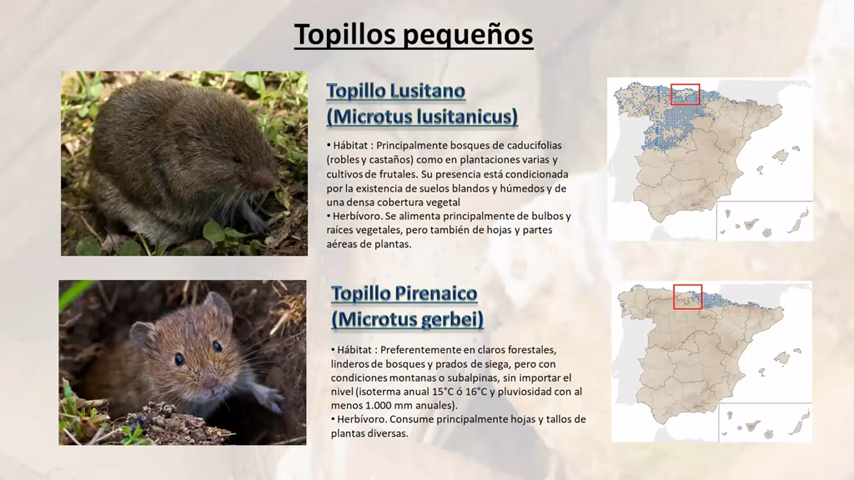 Topillos pequeños
Topillo Lusitano
(Microtus lusitanicus)
• Hábitat : Principalmente bosques de caducifolias
(robles y castaños) como en plantaciones varias y
cultivos de frutales. Su presencia está condicionada
por la existencia de suelos blandos y húmedos y de
una densa cobertura vegetal
• Herbívoro. Se alimenta principalmente de bulbos y
raíces vegetales, pero también de hojas y partes
aéreas de plantas.
Topillo Pirenaico
(Microtus gerbei)
• Hábitat : Preferentemente en claros forestales,
linderos de bosques y prados de siega, pero con
condiciones montanas o subalpinas, sin importar el
nivel (isoterma anual 15°C ó 16°C y pluviosidad con al
menos 1.000 mm anuales).
• Herbívoro. Consume principalmente hojas y tallos de
plantas diversas.